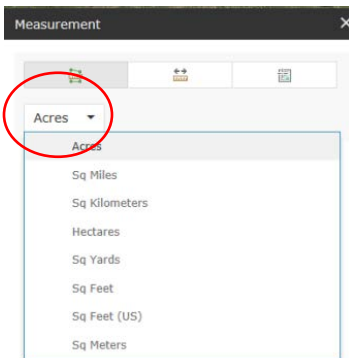 Measurement
Acres
Acres
Sq Miles
Sq Kilometers
Hectares
Sq Yards
Sq Feet
Sq Feet (US)
Sq Meters